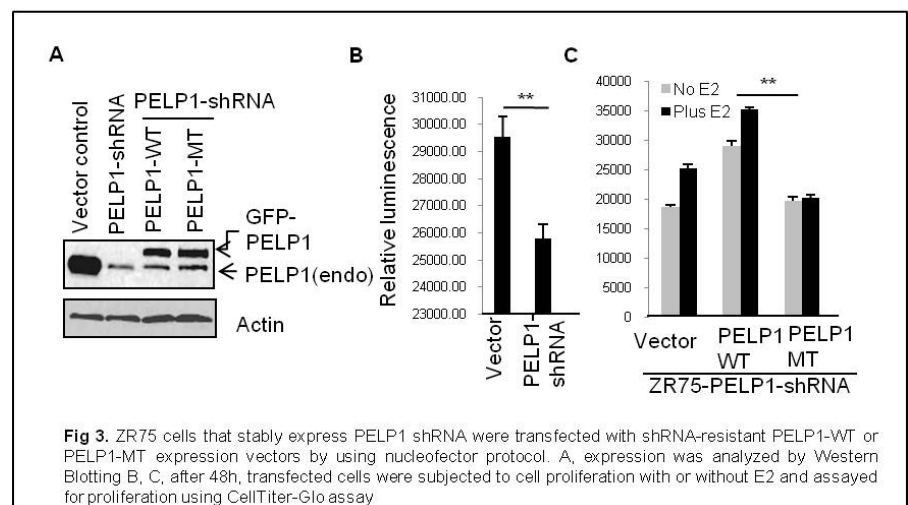 A
Vector control
PELP1-shRNA
PELP1-WT
PELP1-MT
PELP1-shRNA
GFP-
PELP1
PELP1(endo)
Actin
B
Relative luminescence
31000.00
30000.00
29000.00
28000.00
27000.00
26000.00
25000.00
24000.00
23000.00
**
Vector
PELP1-
shRNA
C
40000
35000
30000
25000
20000
15000
10000
5000
0
No E2
Plus E2
**
Vector
PELP1
WT
PELP1
MT
ZR75-PELP1-shRNA
Fig 3. ZR75 cells that stably express PELP1 shRNA were transfected with shRNA-resistant PELP1-WT or
PELP1-MT expression vectors by using nucleofector protocol. A, expression was analyzed by Western
Blotting B, C, after 48h, transfected cells were subjected to cell proliferation with or without E2 and assayed
for proliferation using CellTiter-Glo assay